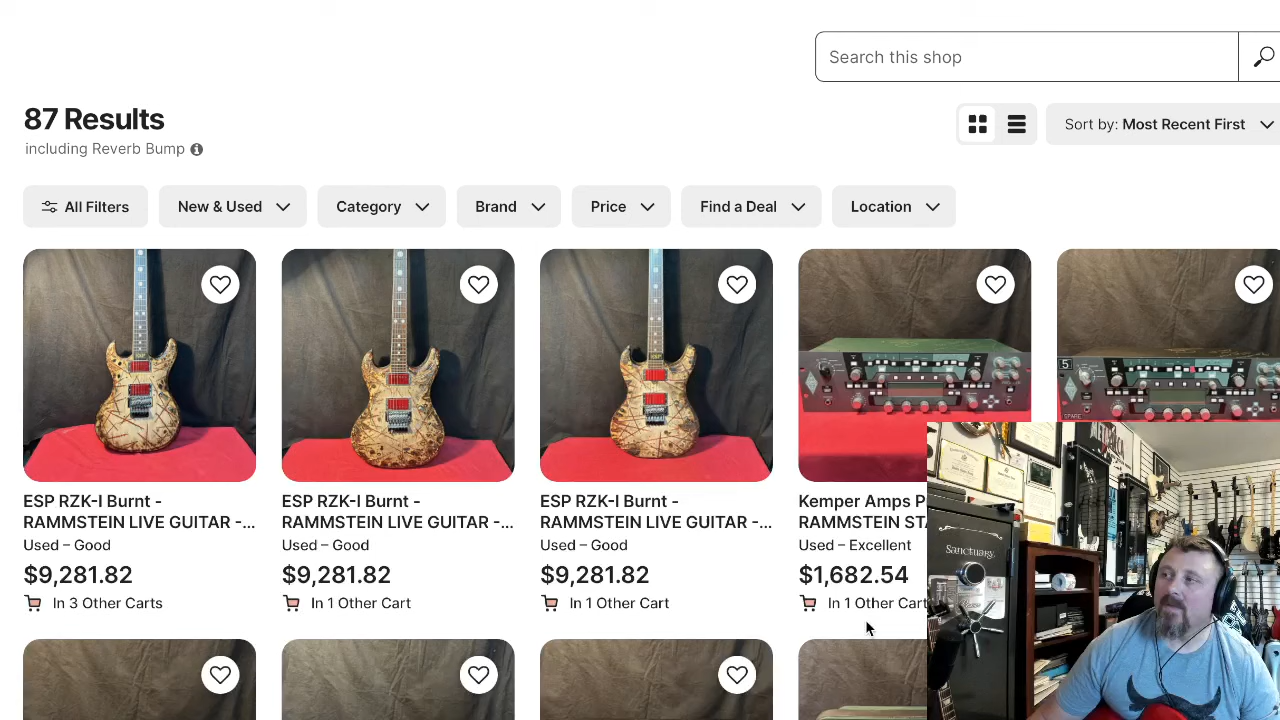 Search this shop
87 Results
including Reverb Bump
Sort by: Most Recent First
All Filters
New & Used
Category
Brand
Price
Find a Deal
Location
ESP RZK-I Burnt -
RAMMSTEIN LIVE GUITAR -...
Used – Good
$9,281.82
In 3 Other Carts
ESP RZK-I Burnt -
RAMMSTEIN LIVE GUITAR -...
Used – Good
$9,281.82
In 1 Other Cart
ESP RZK-I Burnt -
RAMMSTEIN LIVE GUITAR -...
Used – Good
$9,281.82
In 1 Other Cart
Kemper Amps P
RAMMSTEIN STA
Used – Excellent
$1,682.54
In 1 Other Cart
5
SPARE
Sanctuary